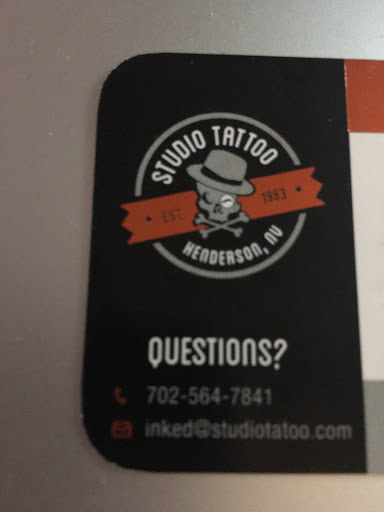 STUDIO TATTOO
EST. 1983
HENDERSON, NV
QUESTIONS?
702-564-7841
inked@studiotatoo.com